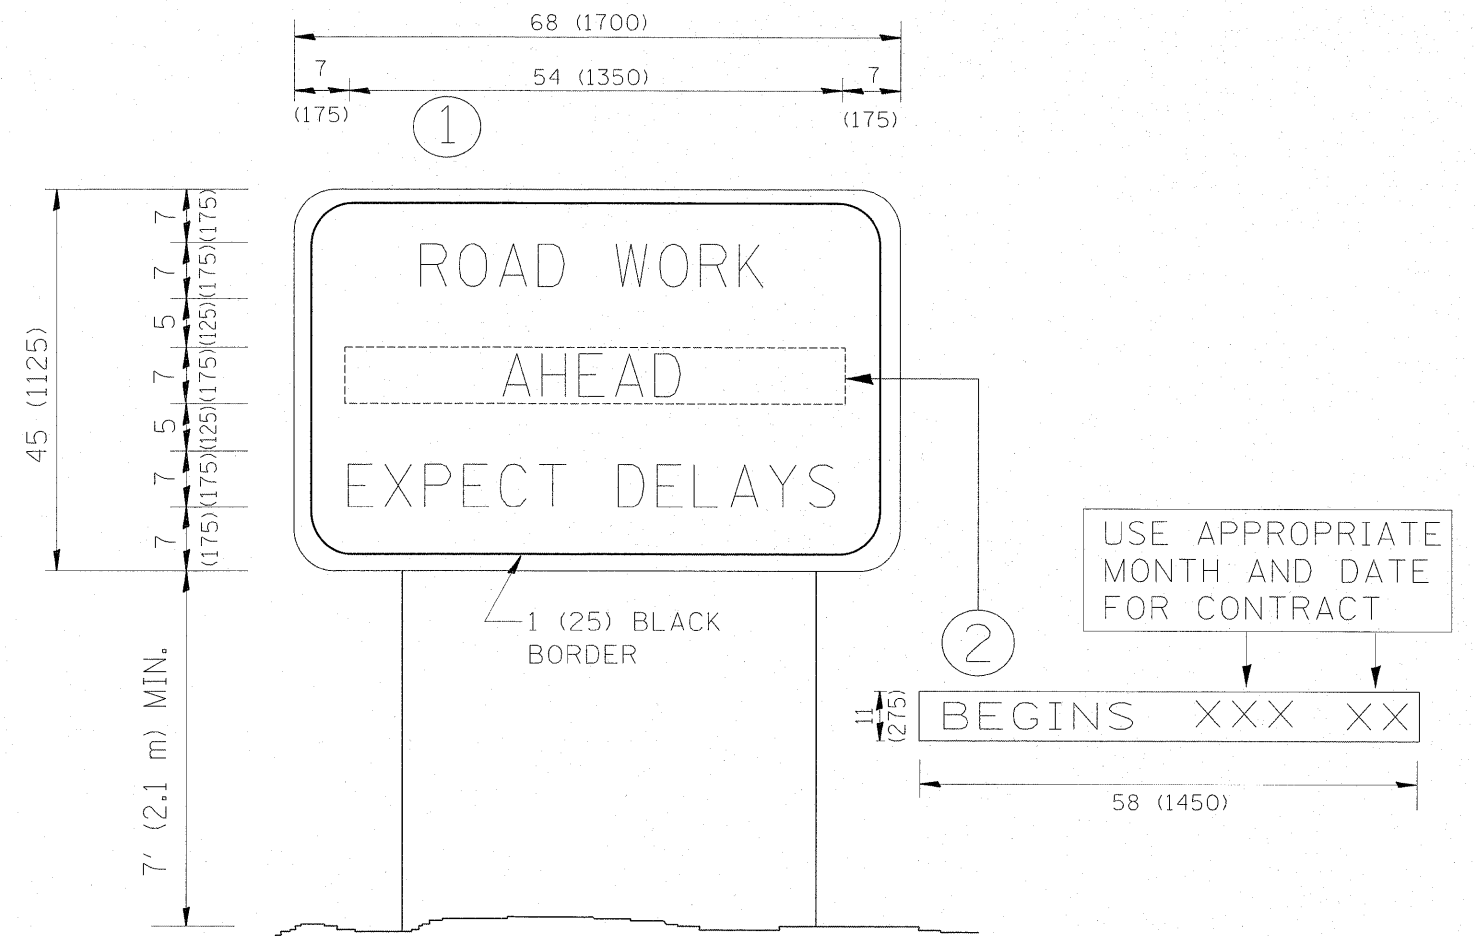 68 (1700)
7 54 (1350) 7
(175) (175)
1
7 (175)
7 (175)
5 (125)
7 (175)
5 (125)
7 (175)
7 (175)
45 (1125)
ROAD WORK
AHEAD
EXPECT DELAYS
1 (25) BLACK
BORDER
7' (2.1 m) MIN.
2
USE APPROPRIATE
MONTH AND DATE
FOR CONTRACT
11
(275)
BEGINS XXX XX
58 (1450)